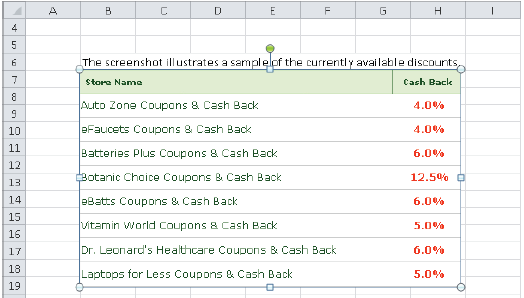 A B C D E F G H I
4
5
6 The screenshot illustrates a sample of the currently available discounts.
7 Store Name Cash Back
8
9 Auto Zone Coupons & Cash Back 4.0%
10 eFaucets Coupons & Cash Back 4.0%
11 Batteries Plus Coupons & Cash Back 6.0%
12
13 Botanic Choice Coupons & Cash Back 12.5%
14 eBatts Coupons & Cash Back 6.0%
15
16 Vitamin World Coupons & Cash Back 5.0%
17 Dr. Leonard's Healthcare Coupons & Cash Back 6.0%
18 Laptops for Less Coupons & Cash Back 5.0%
19